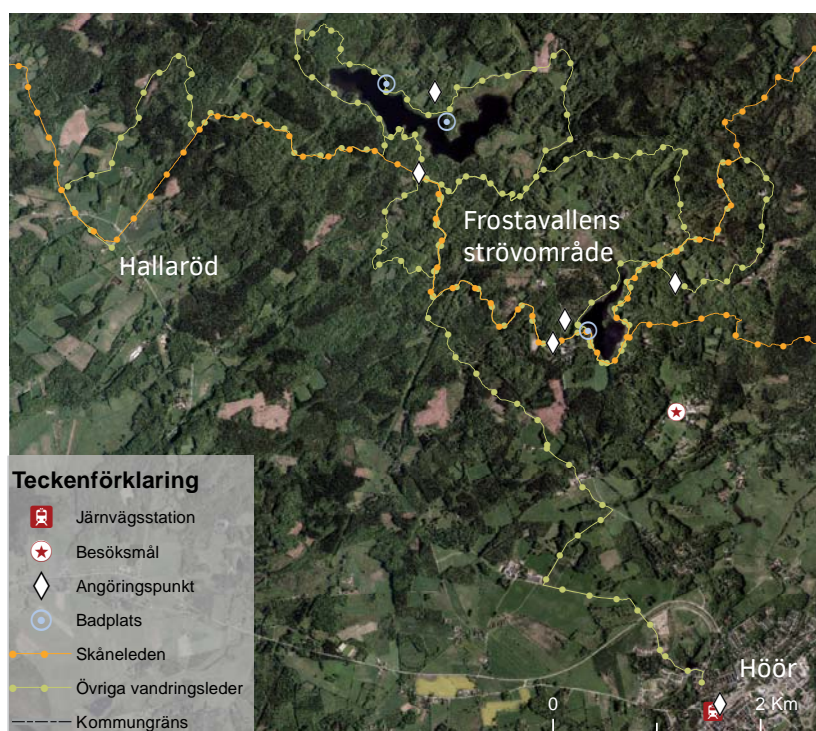 Frostavallens
strövområde
Hallaröd
Teckenförklaring
Järnvägsstation
Besöksmål
Angöringspunkt
Badplats
Skåneleden
Övriga vandringsleder
Kommungräns
Höör
0 2 Km